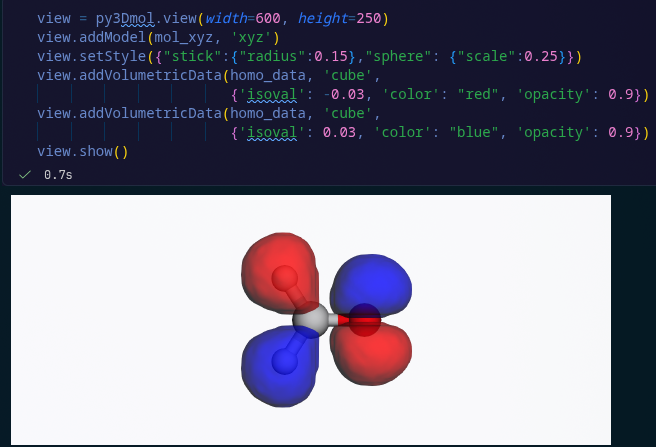 view = py3Dmol.view(width=600, height=250)
view.addModel(mol_xyz, 'xyz')
view.setStyle({"stick":{"radius":0.15},"sphere": {"scale":0.25}})
view.addVolumetricData(homo_data, 'cube',
{'isoval': -0.03, 'color': "red", 'opacity': 0.9})
view.addVolumetricData(homo_data, 'cube',
{'isoval': 0.03, 'color': "blue", 'opacity': 0.9})
view.show()
0.7s